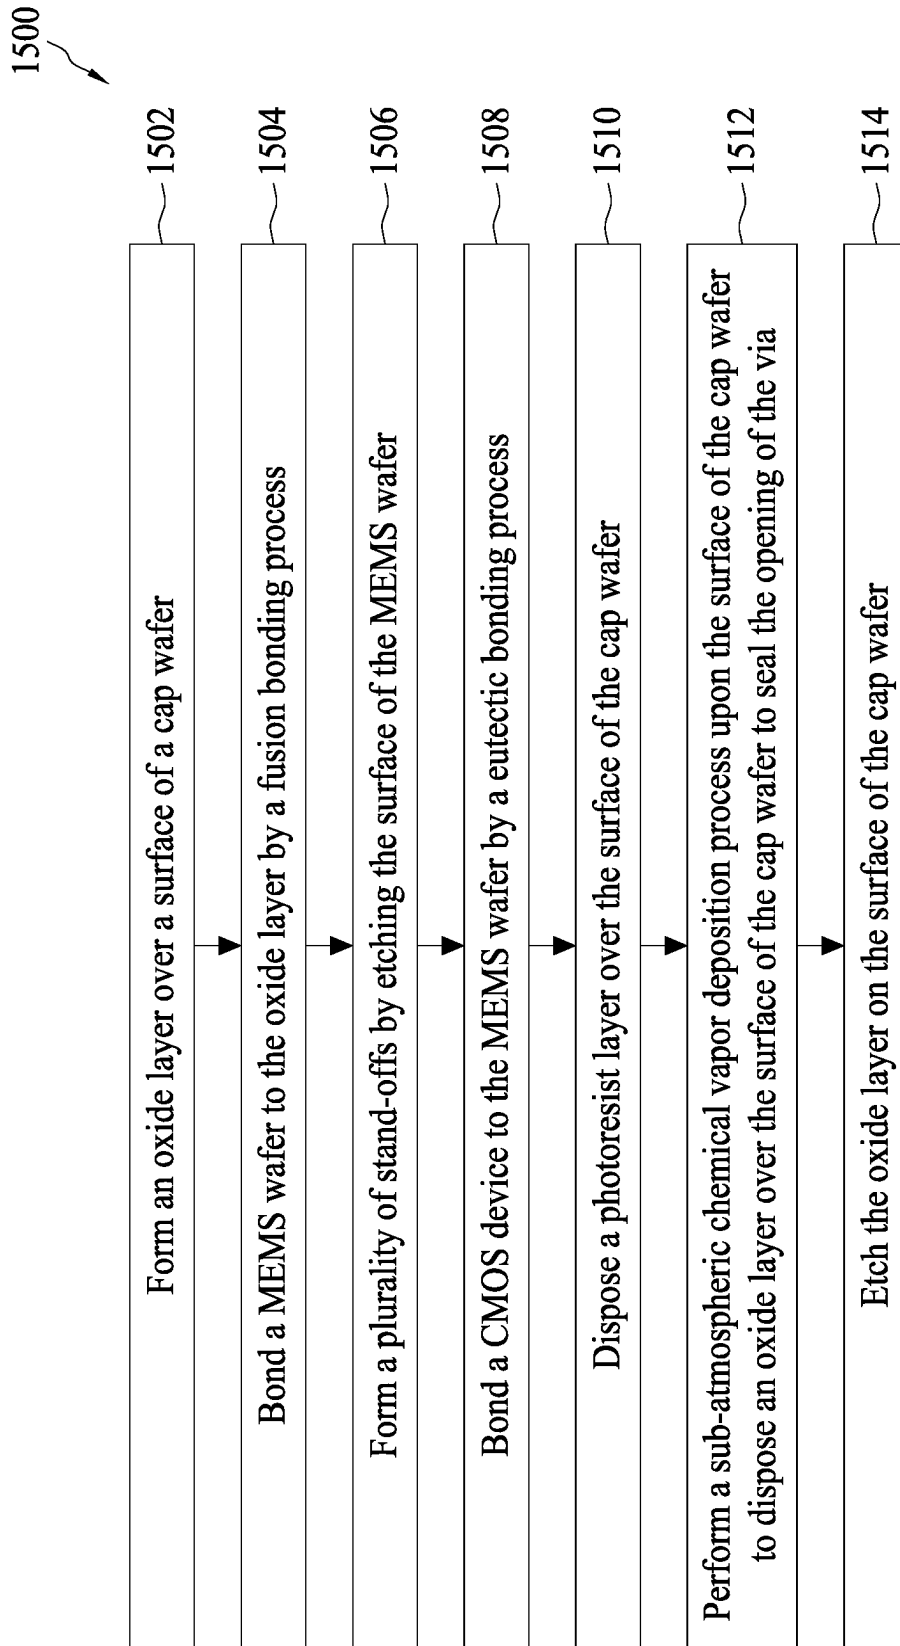 1500
Form an oxide layer over a surface of a cap wafer
1502
Bond a MEMS wafer to the oxide layer by a fusion bonding process
1504
Form a plurality of stand-offs by etching the surface of the MEMS wafer
1506
Bond a CMOS device to the MEMS wafer by a eutectic bonding process
1508
Dispose a photoresist layer over the surface of the cap wafer
1510
Perform a sub-atmospheric chemical vapor deposition process upon the surface of the cap wafer
to dispose an oxide layer over the surface of the cap wafer to seal the opening of the via
1512
Etch the oxide layer on the surface of the cap wafer
1514